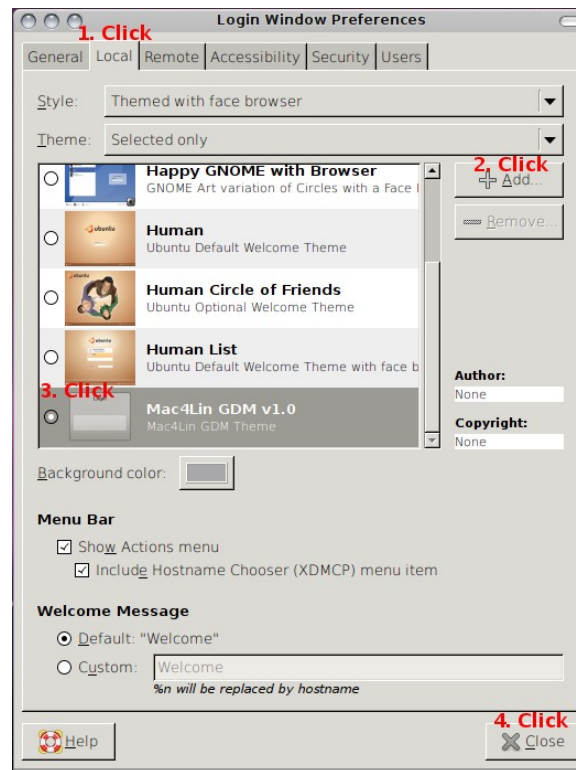 Login Window Preferences
1. Click
General Local Remote Accessibility Security Users
Style: Themed with face browser
Theme: Selected only
Happy GNOME with Browser
GNOME Art variation of Circles with a Face
2. Click
Add...
Remove...
Human
Ubuntu Default Welcome Theme
Human Circle of Friends
Ubuntu Optional Welcome Theme
Human List
Ubuntu Default Welcome Theme with face b
3. Click
Mac4Lin GDM v1.0
Mac4Lin GDM Theme
Author:
None
Copyright:
None
Background color:
Menu Bar
Show Actions menu
Include Hostname Chooser (XDMCP) menu item
Welcome Message
Default: "Welcome"
Custom: Welcome
%n will be replaced by hostname
Help
4. Click
Close